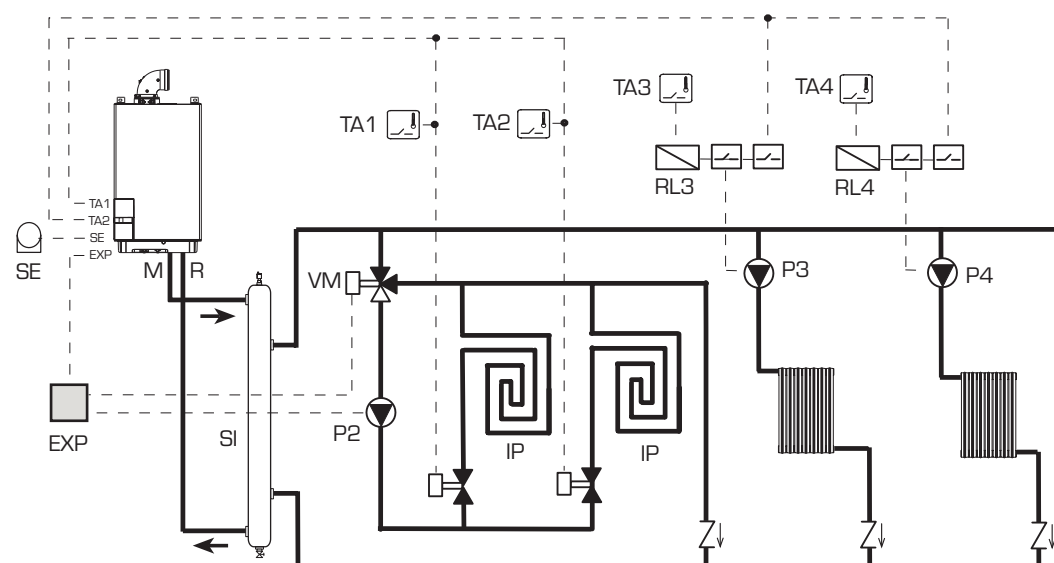 TA3
TA4
TA1
TA2
RL3
RL4
TA1
TA2
SE
EXP
SE
M
R
VM
P3
P4
EXP
SI
P2
IP
IP